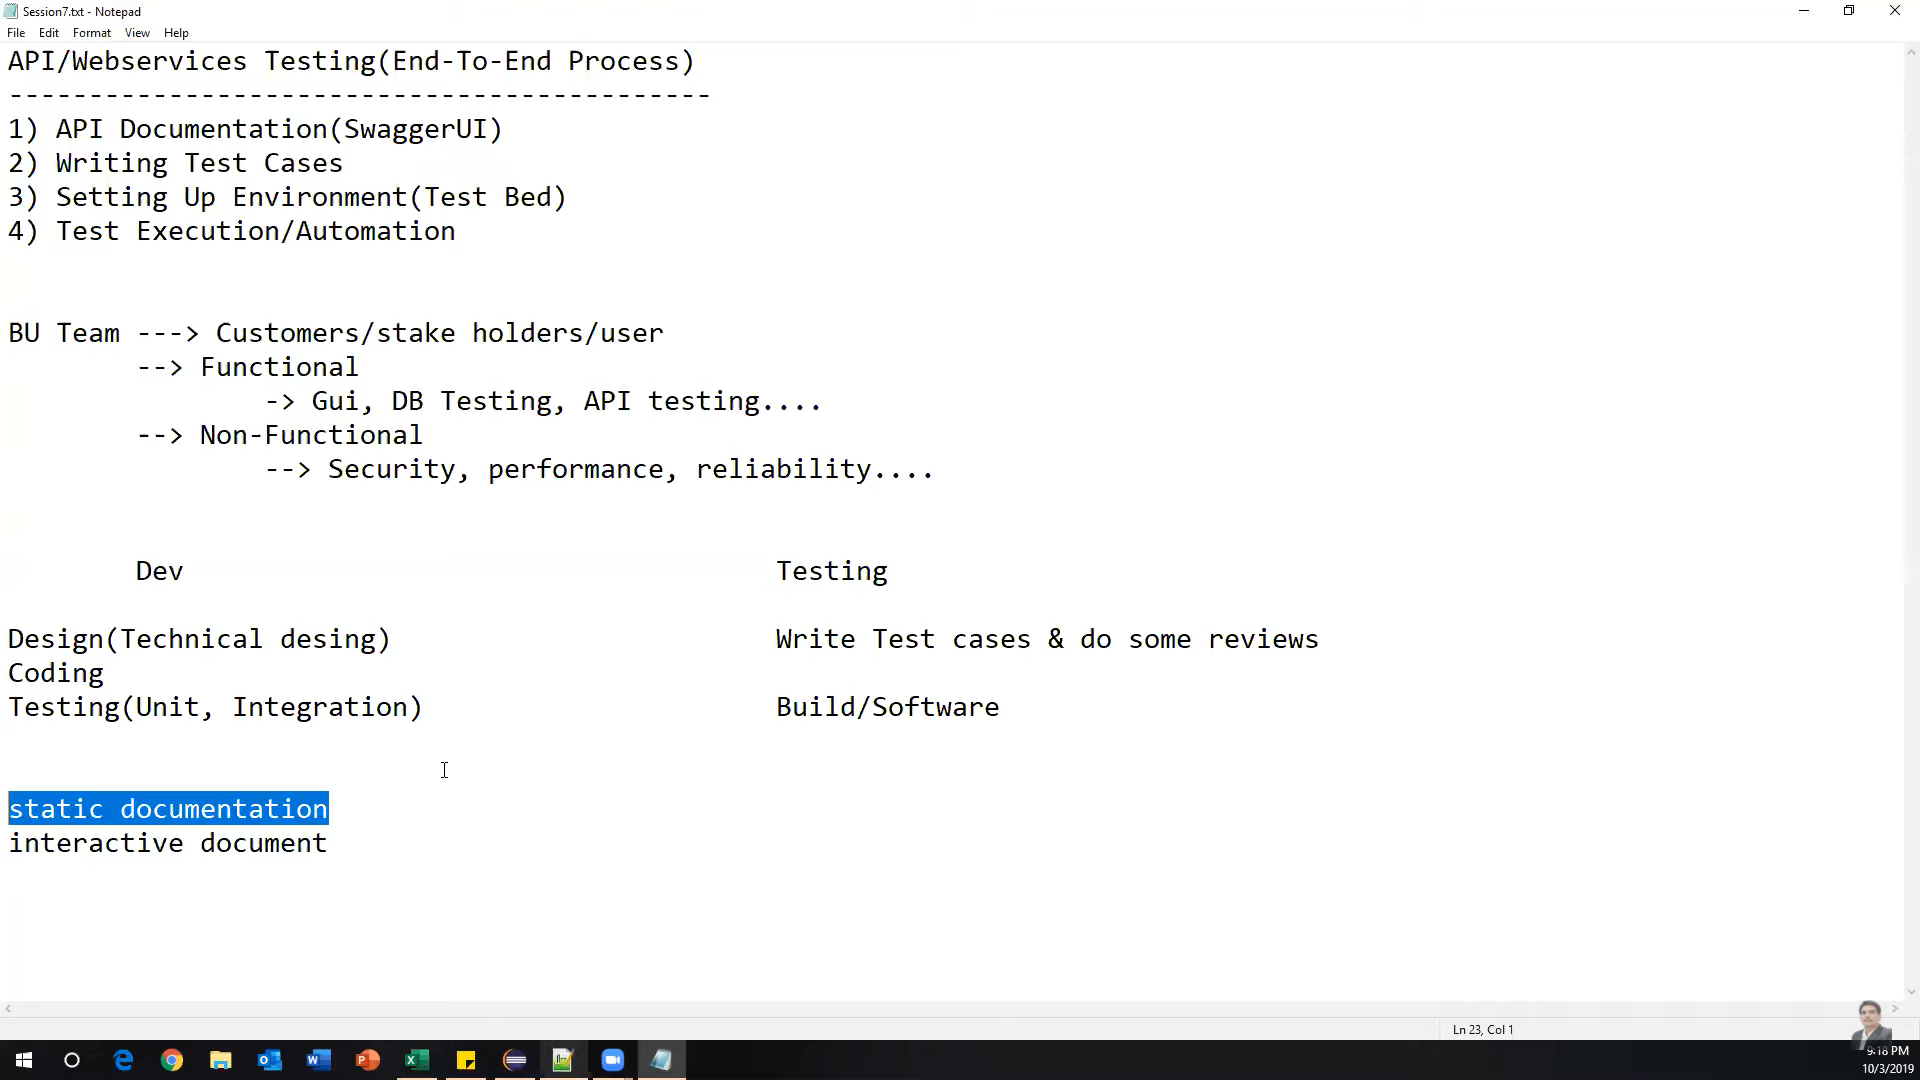 Session7.txt - Notepad
File Edit Format View Help
API/Webservices Testing(End-To-End Process)
--------------------------------------------
1) API Documentation(SwaggerUI)
2) Writing Test Cases
3) Setting Up Environment(Test Bed)
4) Test Execution/Automation
BU Team ---> Customers/stake holders/user
--> Functional
-> Gui, DB Testing, API testing....
--> Non-Functional
--> Security, performance, reliability....
Dev Testing
Design(Technical desing) Write Test cases & do some reviews
Coding
Testing(Unit, Integration) Build/Software
static documentation
interactive document
Ln 23, Col 1
9:18 PM
10/3/2019